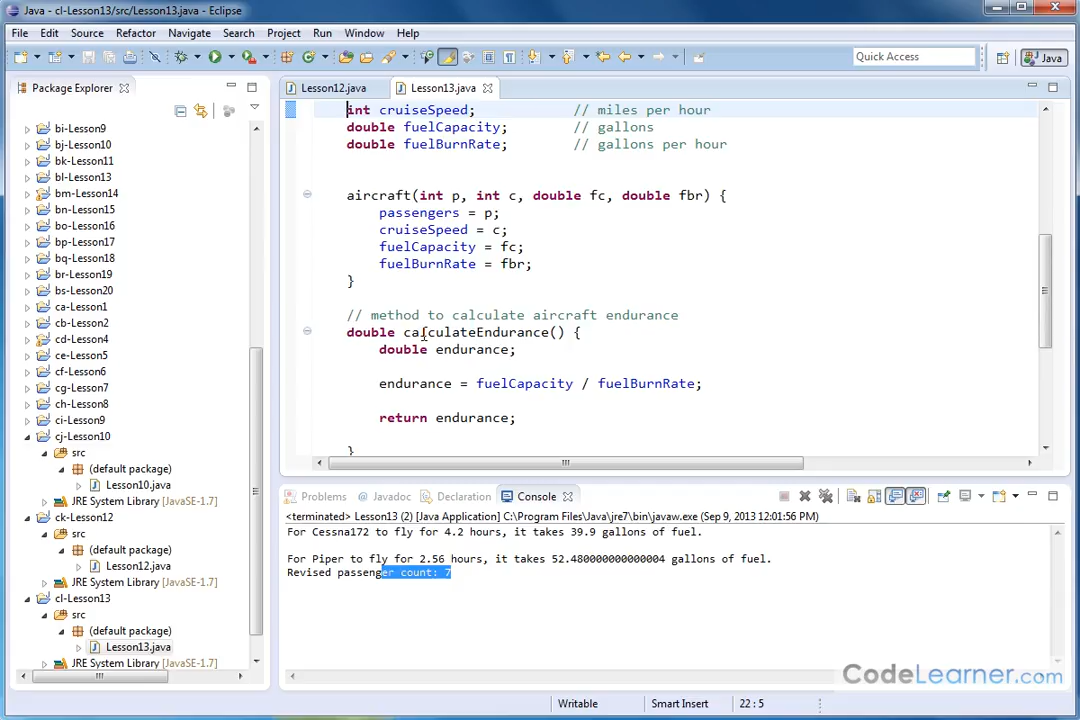 Java - cl-Lesson13/src/Lesson13.java - Eclipse
File Edit Source Refactor Navigate Search Project Run Window Help
Quick Access
Java
Package Explorer
bi-Lesson9
bj-Lesson10
bk-Lesson11
bl-Lesson13
bm-Lesson14
bn-Lesson15
bo-Lesson16
bp-Lesson17
bq-Lesson18
br-Lesson19
bs-Lesson20
ca-Lesson1
cb-Lesson2
cd-Lesson4
ce-Lesson5
cf-Lesson6
cg-Lesson7
ch-Lesson8
ci-Lesson9
cj-Lesson10
src
(default package)
Lesson10.java
JRE System Library [JavaSE-1.7]
ck-Lesson12
src
(default package)
Lesson12.java
JRE System Library [JavaSE-1.7]
cl-Lesson13
src
(default package)
Lesson13.java
JRE System Library [JavaSE-1.7]
Lesson12.java Lesson13.java
int cruiseSpeed; // miles per hour
double fuelCapacity; // gallons
double fuelBurnRate; // gallons per hour
aircraft(int p, int c, double fc, double fbr) {
passengers = p;
cruiseSpeed = c;
fuelCapacity = fc;
fuelBurnRate = fbr;
}
// method to calculate aircraft endurance
double calculateEndurance() {
double endurance;
endurance = fuelCapacity / fuelBurnRate;
return endurance;
}
Problems @ Javadoc Declaration Console
<terminated> Lesson13 (2) [Java Application] C:\Program Files\Java\jre7\bin\javaw.exe (Sep 9, 2013 12:01:56 PM)
For Cessna172 to fly for 4.2 hours, it takes 39.9 gallons of fuel.
For Piper to fly for 2.56 hours, it takes 52.480000000000004 gallons of fuel.
Revised passenger count: 7
CodeLearner.com
Writable Smart Insert 22 : 5